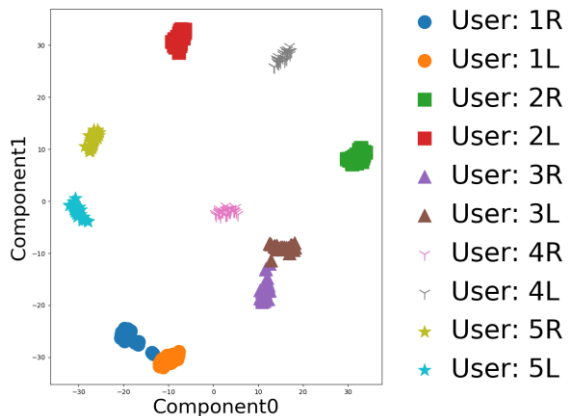 30
20
10
0
−10
−20
−30
−30
−20
−10
0
10
20
30
Component1
Component0
User: 1R
User: 1L
User: 2R
User: 2L
User: 3R
User: 3L
User: 4R
User: 4L
User: 5R
User: 5L